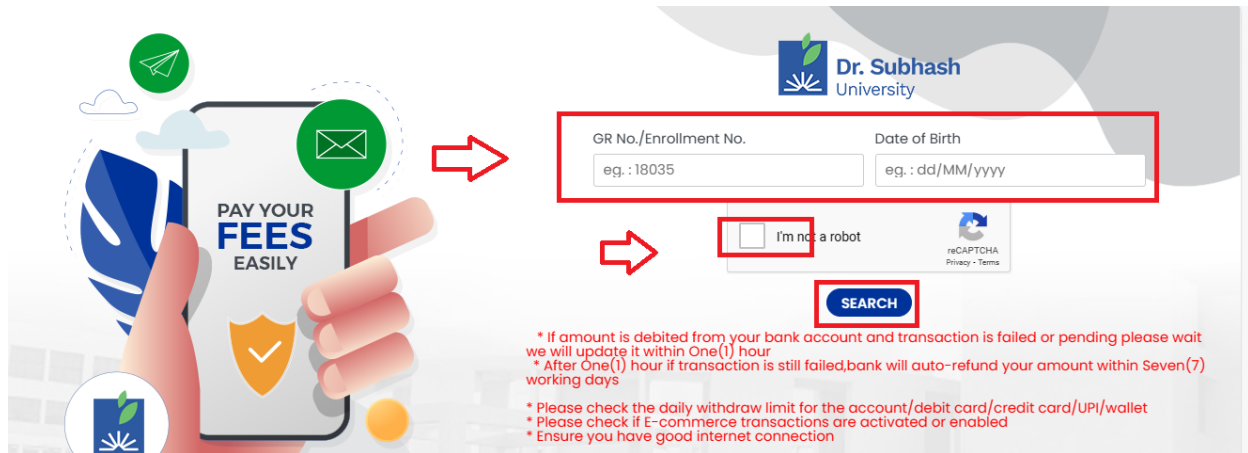 Dr. Subhash
University
GR No./Enrollment No.
Date of Birth
eg. : 18035
eg. : dd/MM/yyyy
PAY YOUR
FEES
EASILY
I'm not a robot
reCAPTCHA
Privacy - Terms
SEARCH
* If amount is debited from your bank account and transaction is failed or pending please wait
we will update it within One(1) hour
* After One(1) hour if transaction is still failed,bank will auto-refund your amount within Seven(7)
working days
* Please check the daily withdraw limit for the account/debit card/credit card/UPI/wallet
* Please check if E-commerce transactions are activated or enabled
* Ensure you have good internet connection